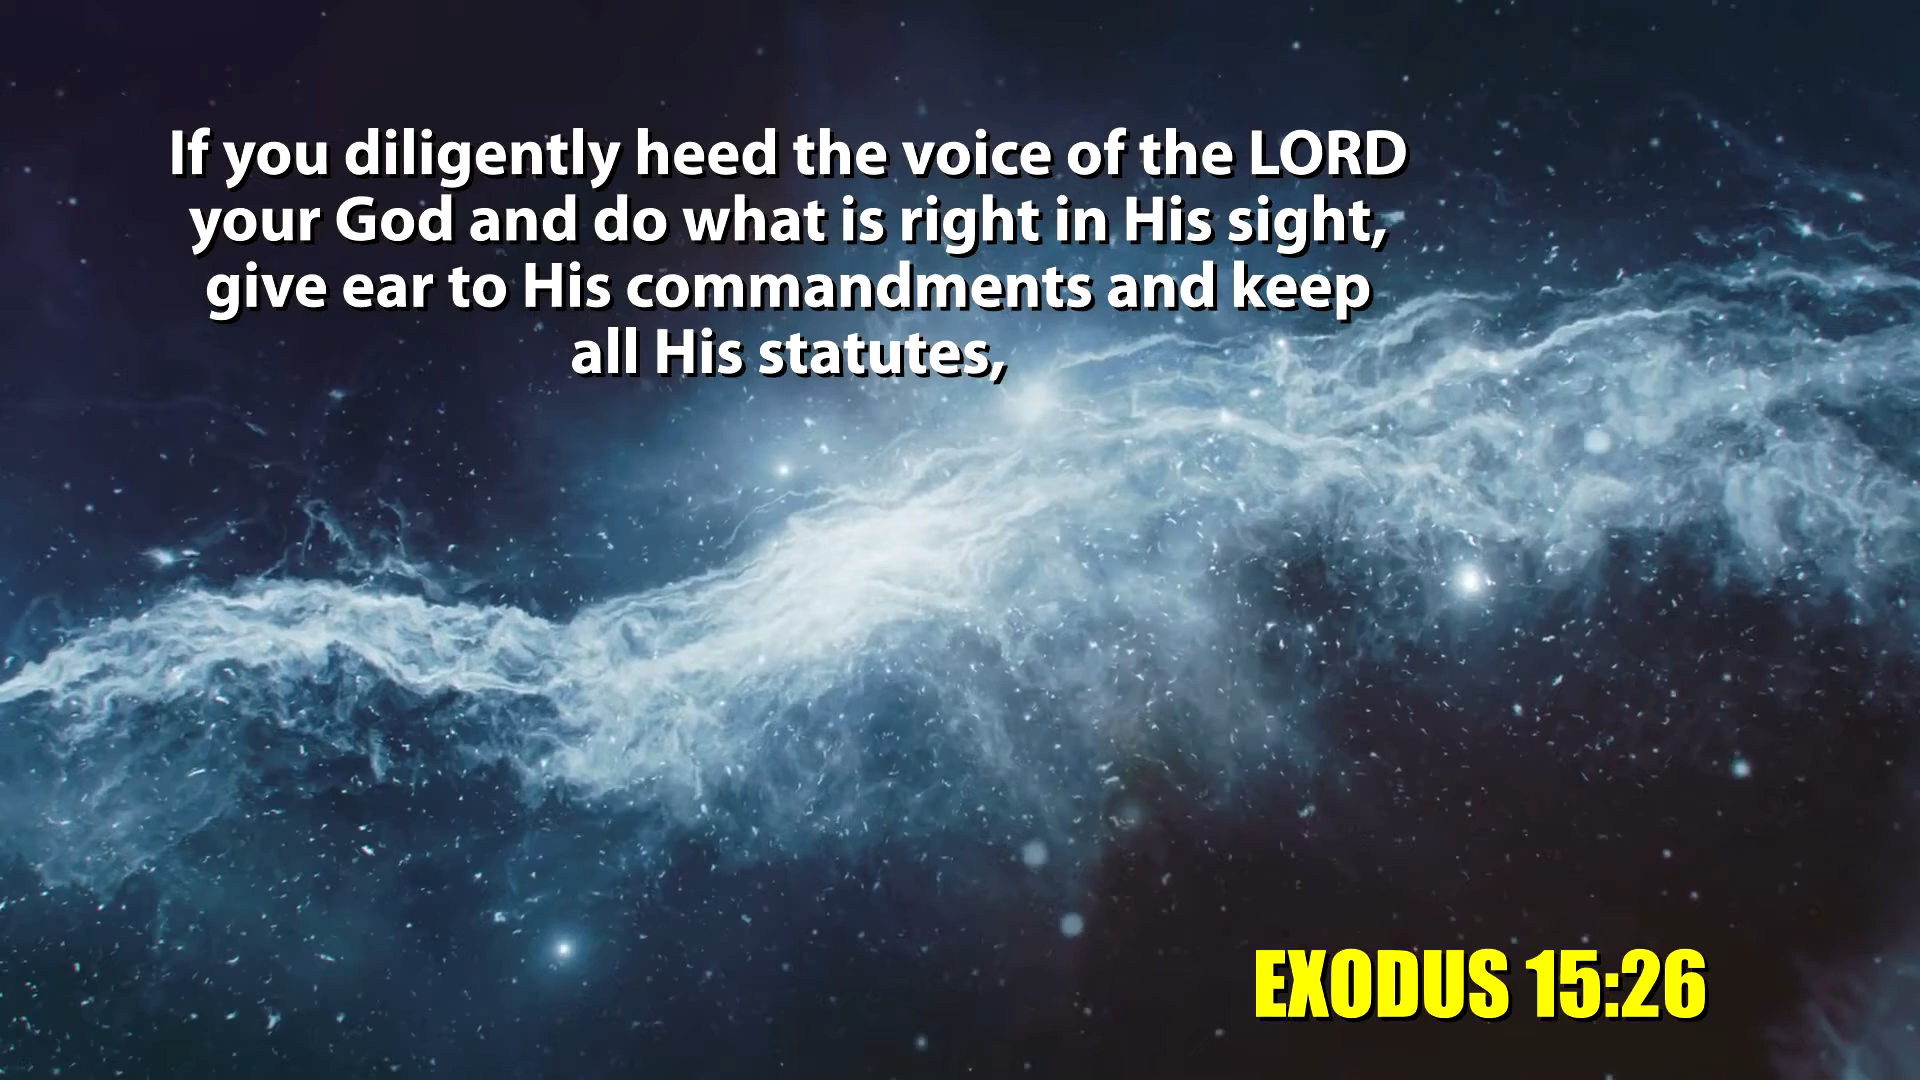 If you diligently heed the voice of the LORD
your God and do what is right in His sight,
give ear to His commandments and keep
all His statutes,
EXODUS 15:26